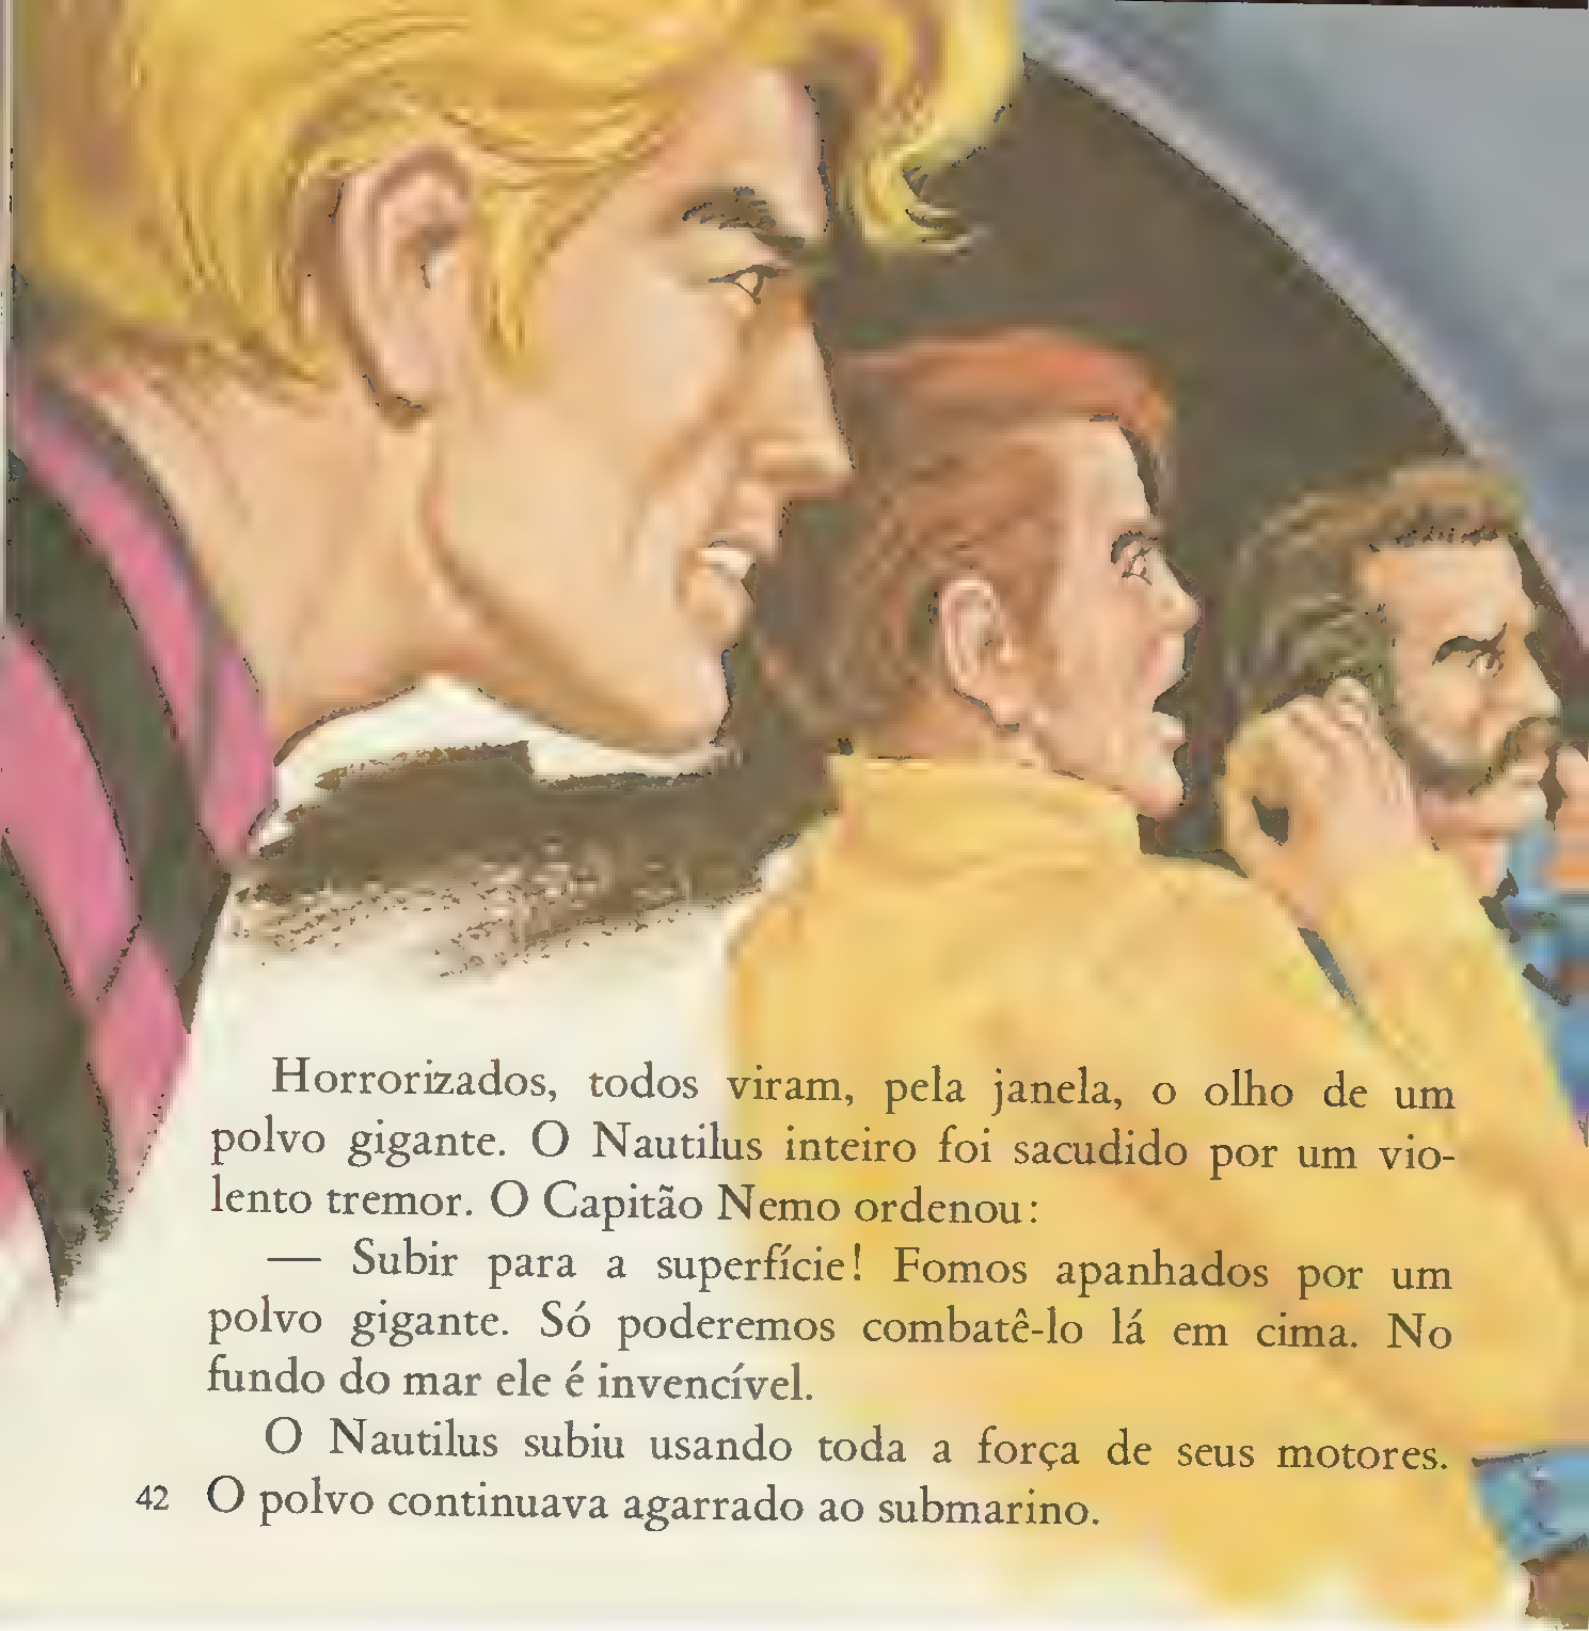 Horrorizados, todos viram, pela janela, o olho de um
polvo gigante. O Nautilus inteiro foi sacudido por um vio-
lento tremor. O Capitão Nemo ordenou:
— Subir para a superfície! Fomos apanhados por um
polvo gigante. Só poderemos combatê-lo lá em cima. No
fundo do mar ele é invencível.
O Nautilus subiu usando toda a força de seus motores.
42 O polvo continuava agarrado ao submarino.